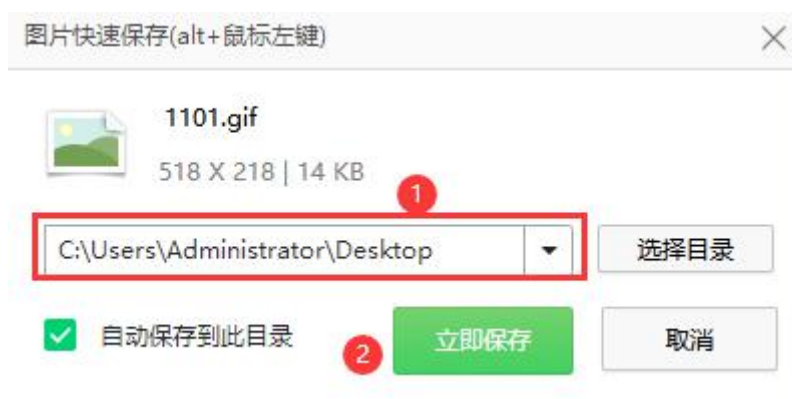 图片快速保存(alt+鼠标左键)
1101.gif
518 X 218 | 14 KB
1
C:\Users\Administrator\Desktop 选择目录
自动保存到此目录 2 立即保存 取消